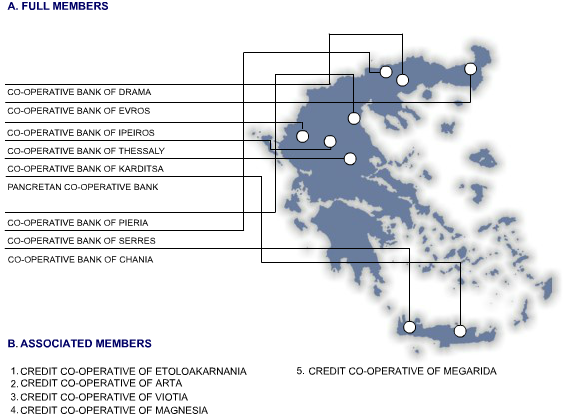 A. FULL MEMBERS
CO-OPERATIVE BANK OF DRAMA
CO-OPERATIVE BANK OF EVROS
CO-OPERATIVE BANK OF IPEIROS
CO-OPERATIVE BANK OF THESSALY
CO-OPERATIVE BANK OF KARDITSA
PANCRETAN CO-OPERATIVE BANK
CO-OPERATIVE BANK OF PIERIA
CO-OPERATIVE BANK OF SERRES
CO-OPERATIVE BANK OF CHANIA
B. ASSOCIATED MEMBERS
1. CREDIT CO-OPERATIVE OF ETOLOAKARNANIA
2. CREDIT CO-OPERATIVE OF ARTA
3. CREDIT CO-OPERATIVE OF VIOTIA
4. CREDIT CO-OPERATIVE OF MAGNESIA
5. CREDIT CO-OPERATIVE OF MEGARIDA